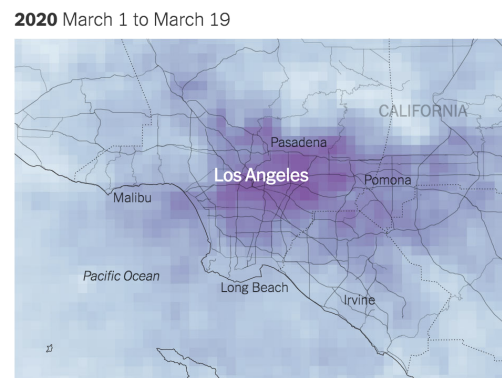 2020 March 1 to March 19
CALIFORNIA
Pasadena
Los Angeles
Pomona
Malibu
Pacific Ocean
Long Beach
Irvine